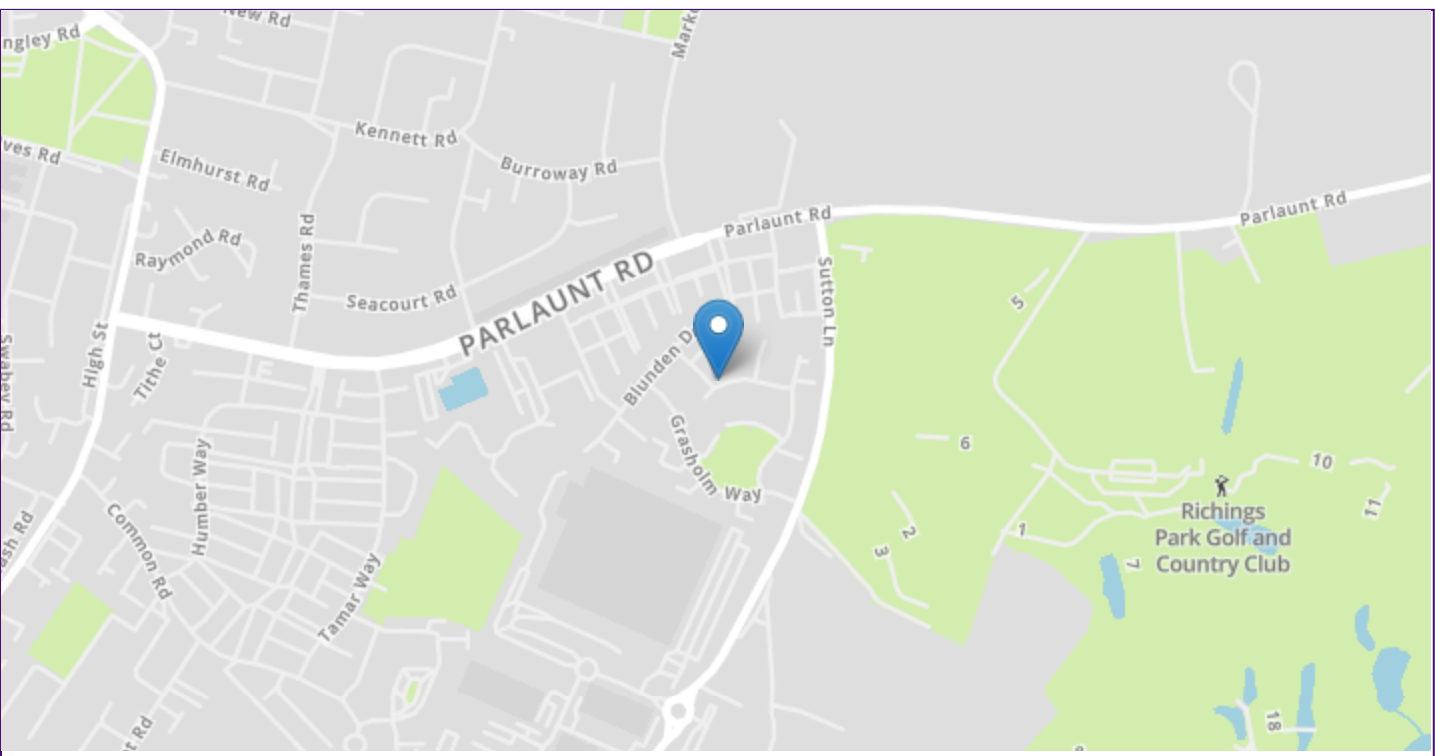 New Rd
ngley Rd
Mark
Kennett Rd
ves Rd
Elmhurst Rd
Burroway Rd
Parlaunt Rd
Parlaunt Rd
Raymond Rd
Thames Rd
PARLAUNT RD
Seacourt Rd
Sutton Ln
5
High St
Tithe Ct
Swabey Rd
Blunden D
Grasholm Way
6
10
Humber Way
11
Richings
Park Golf and
Country Club
Common Rd
2
1
3
7
ash Rd
Tamar Way
18
t Rd